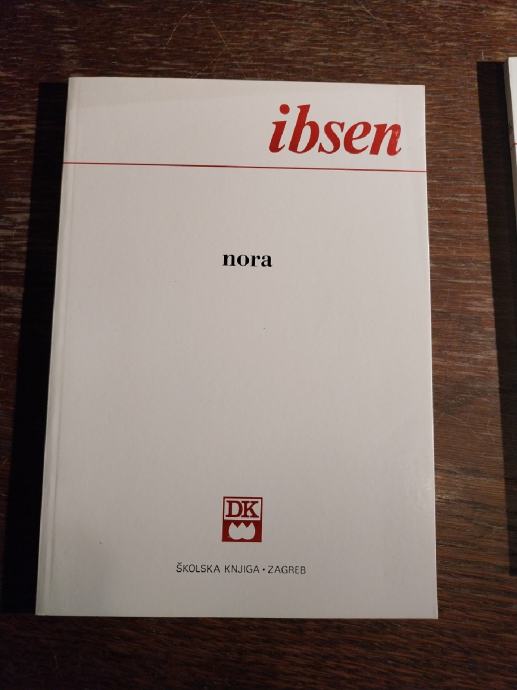 ibsen
nora
DK
ŠKOLSKA KNJIGA • ZAGREB